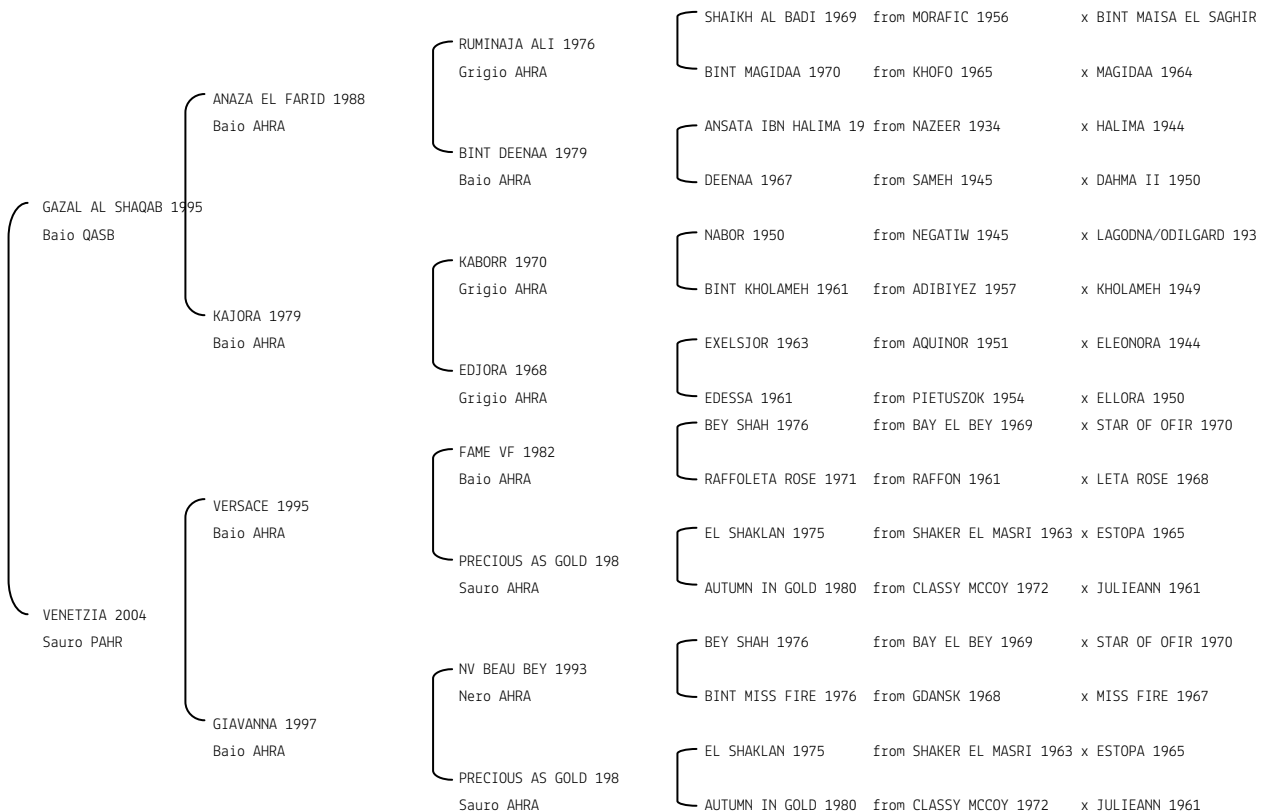 SHAIKH AL BADI 1969 from MORAFIC 1956 x BINT MAISA EL SAGHIR
RUMINAJA ALI 1976
Grigio AHRA BINT MAGIDAA 1970 from KHOFO 1965 x MAGIDAA 1964
ANAZA EL FARID 1988
Baio AHRA ANSATA IBN HALIMA 19 from NAZEER 1934 x HALIMA 1944
BINT DEENAA 1979
Baio AHRA DEENAA 1967 from SAMEH 1945 x DAHMA II 1950
GAZAL AL SHAQAB 1995
Baio QASB NABOR 1950 from NEGATIW 1945 x LAGODNA/ODILGARD 193
KABORR 1970
Grigio AHRA BINT KHOLAMEH 1961 from ADIBIYEZ 1957 x KHOLAMEH 1949
KAJORA 1979
Baio AHRA EXELSJOR 1963 from AQUINOR 1951 x ELEONORA 1944
EDJORA 1968
Grigio AHRA EDESSA 1961 from PIETUSZOK 1954 x ELLORA 1950
BEY SHAH 1976 from BAY EL BEY 1969 x STAR OF OFIR 1970
FAME VF 1982
Baio AHRA RAFFOLETA ROSE 1971 from RAFFON 1961 x LETA ROSE 1968
VERSACE 1995
Baio AHRA EL SHAKLAN 1975 from SHAKER EL MASRI 1963 x ESTOPA 1965
PRECIOUS AS GOLD 198
Sauro AHRA AUTUMN IN GOLD 1980 from CLASSY MCCOY 1972 x JULIEANN 1961
VENETZIA 2004
Sauro PAHR BEY SHAH 1976 from BAY EL BEY 1969 x STAR OF OFIR 1970
NV BEAU BEY 1993
Nero AHRA BINT MISS FIRE 1976 from GDANSK 1968 x MISS FIRE 1967
GIAVANNA 1997
Baio AHRA EL SHAKLAN 1975 from SHAKER EL MASRI 1963 x ESTOPA 1965
PRECIOUS AS GOLD 198
Sauro AHRA AUTUMN IN GOLD 1980 from CLASSY MCCOY 1972 x JULIEANN 1961